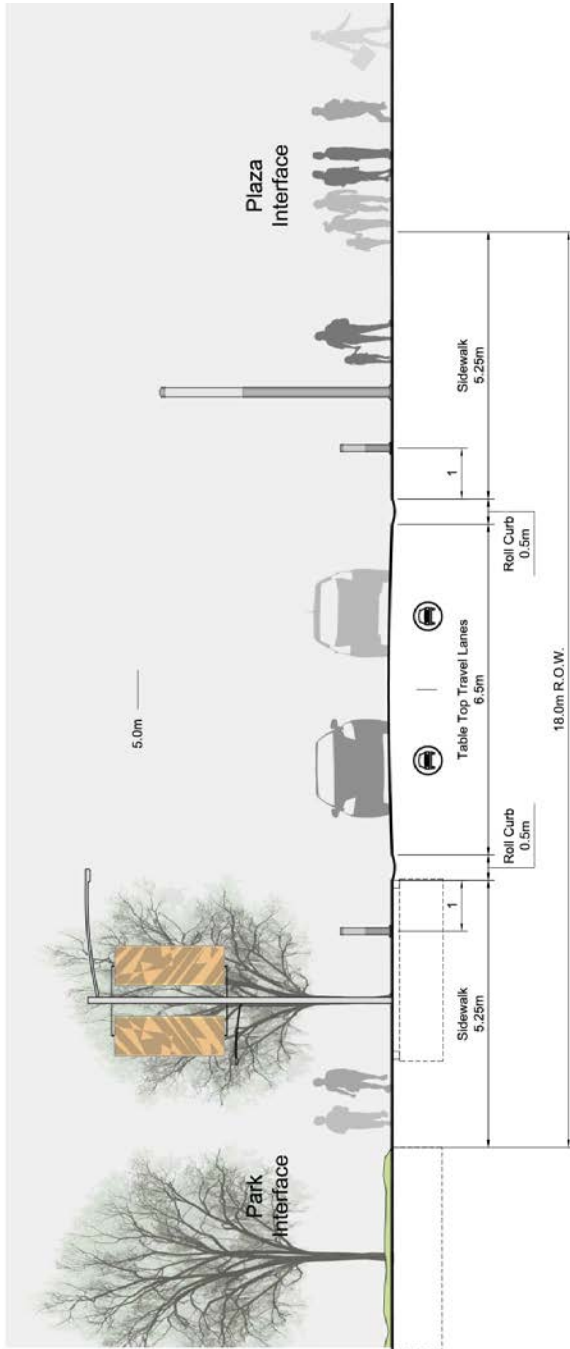 Park
Interface
Plaza
Interface
5.0m
1
1
Sidewalk
5.25m
Roll Curb
0.5m
Table Top Travel Lanes
6.5m
Roll Curb
0.5m
Sidewalk
5.25m
18.0m R.O.W.